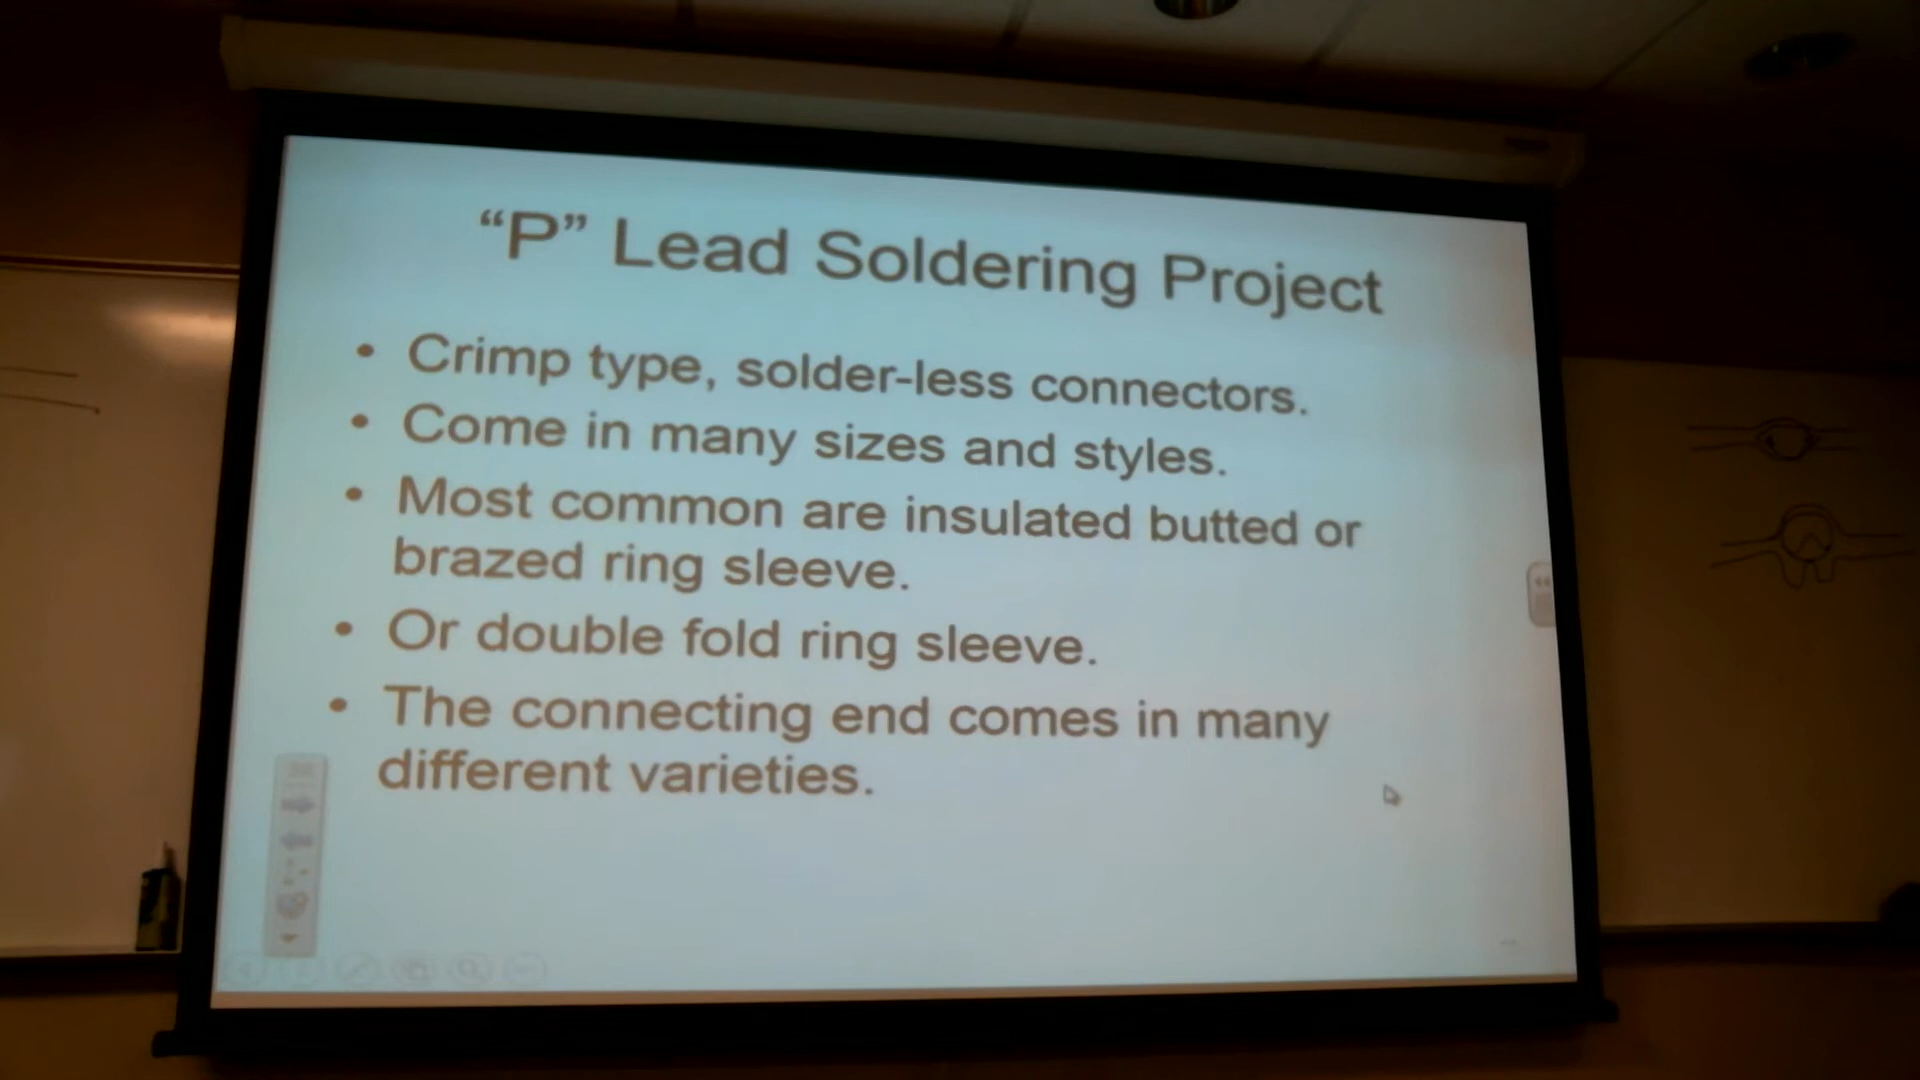 “P” Lead Soldering Project
• Crimp type, solder-less connectors.
• Come in many sizes and styles.
• Most common are insulated butted or
brazed ring sleeve.
• Or double fold ring sleeve.
• The connecting end comes in many
different varieties.